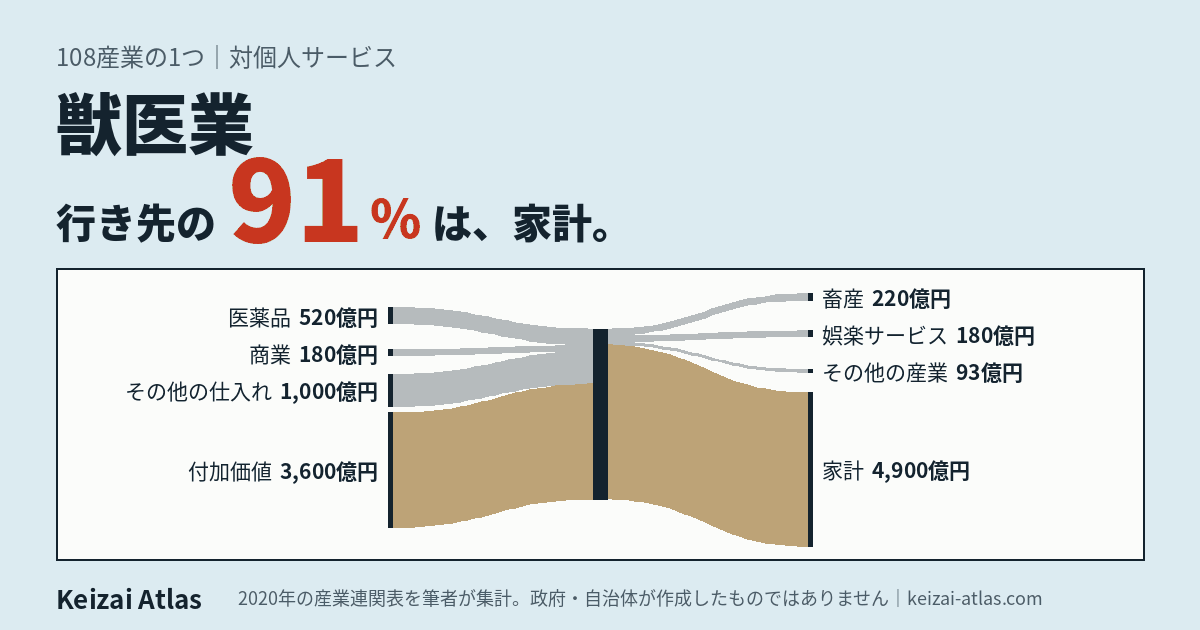 108産業の1つ｜対個人サービス
獣医業
行き先の 91% は、家計。
医薬品 520億円
商業 180億円
その他の仕入れ 1,000億円
付加価値 3,600億円
畜産 220億円
娯楽サービス 180億円
その他の産業 93億円
家計 4,900億円
Keizai Atlas 2020年の産業連関表を筆者が集計。政府・自治体が作成したものではありません｜keizai-atlas.com